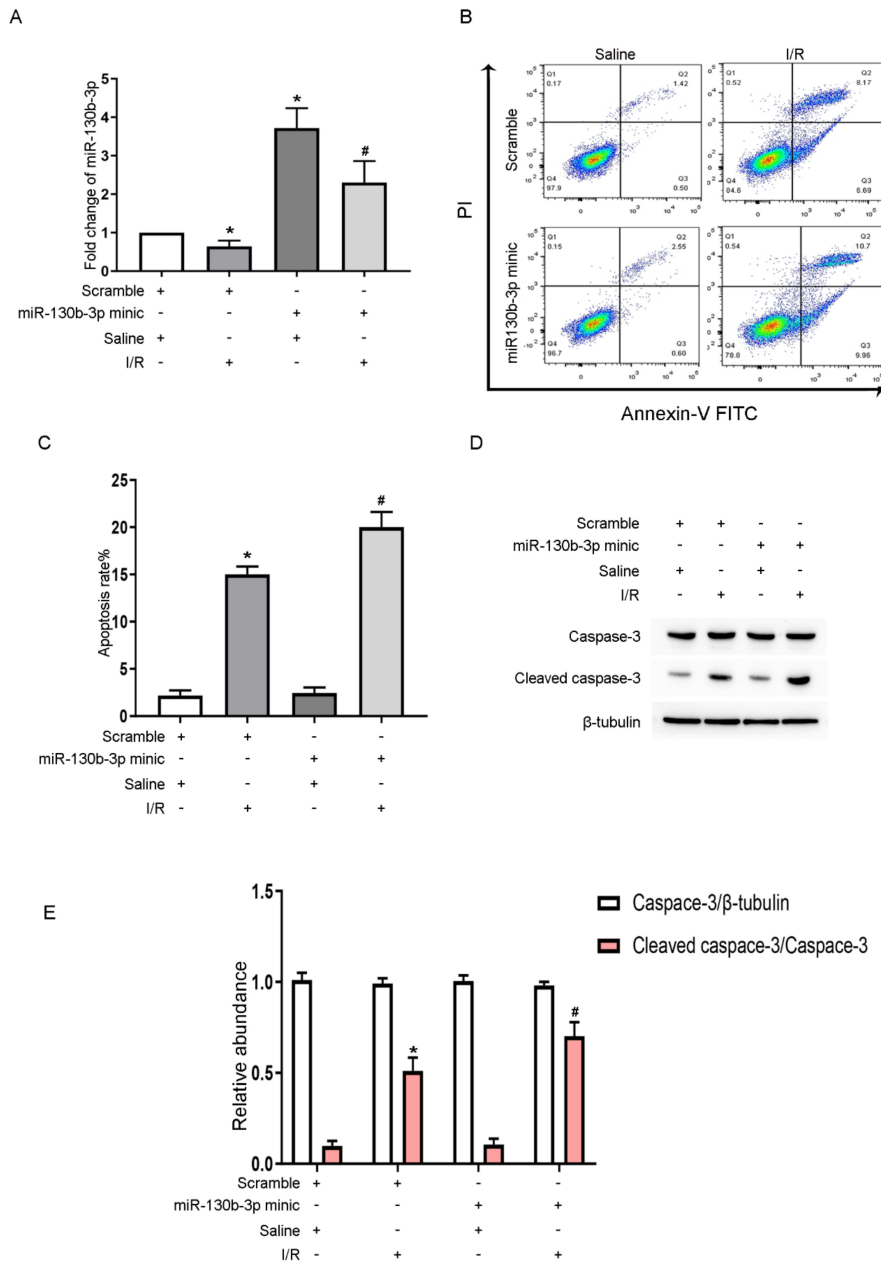 A
Fold change of miR-130b-3p
5
4
3
2
1
0
*
*
*
#
Scramble + + - -
miR-130b-3p minic - - + +
Saline + - + -
I/R - + - +
B
Saline I/R
Scramble
miR130b-3p minic
PI
Annexin-V FITC
Q1 0.17
Q2 1.42
Q4 97.9
Q3 0.50
Q1 0.52
Q2 8.17
Q4 84.6
Q3 6.69
Q1 0.15
Q2 2.55
Q4 96.7
Q3 0.60
Q1 0.54
Q2 10.7
Q4 78.8
Q3 9.96
C
Apoptosis rate%
25
20
15
10
5
0
*
#
Scramble + + - -
miR-130b-3p minic - - + +
Saline + - + -
I/R - + - +
D
Scramble + + - -
miR-130b-3p minic - - + +
Saline + - + -
I/R - + - +
Caspase-3
Cleaved caspase-3
β-tubulin
E
Relative abundance
1.5
1.0
0.5
0.0
*
#
Caspace-3/β-tubulin
Cleaved caspace-3/Caspace-3
Scramble + + - -
miR-130b-3p minic - - + +
Saline + - + -
I/R - + - +